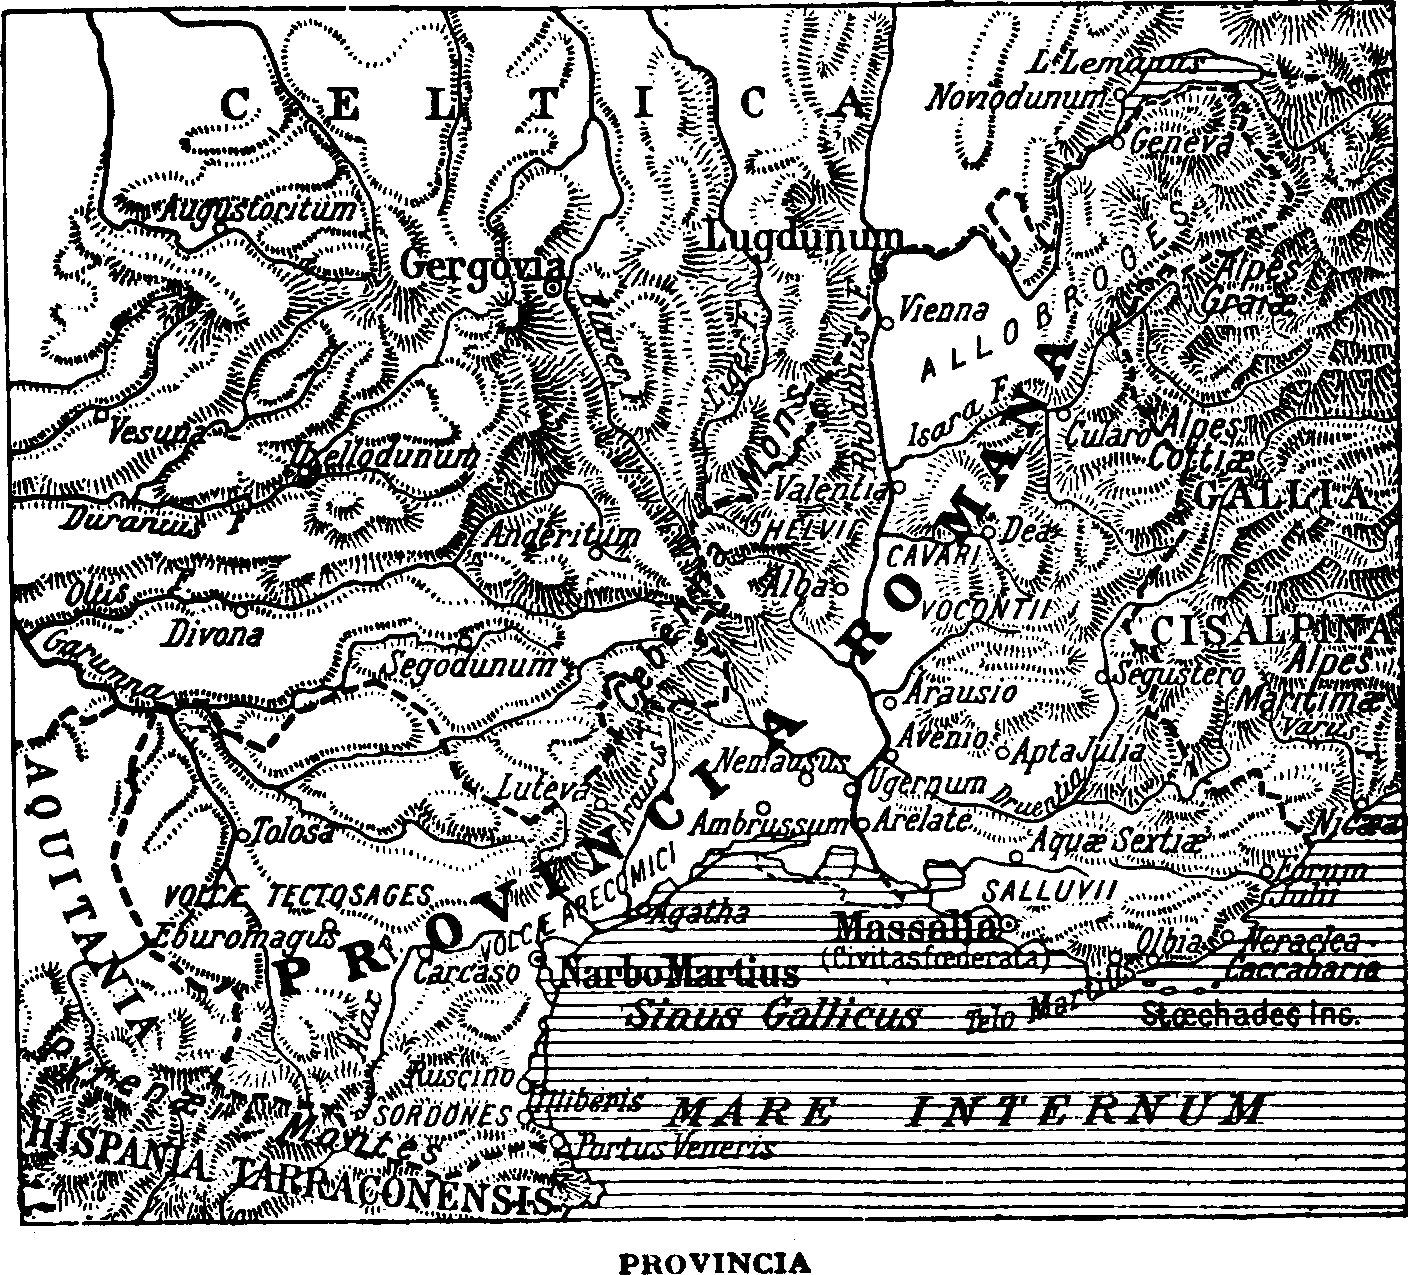 CELTICA
L. Lemanus
Noviodunum
Geneva
Augustoritum
Lugdunum
Gergovia
Alpes
Graiæ
Elaver F.
Liger F.
Rhodanus F.
Vienna
ALLOBROGES
Isara F.
Cularo
Alpes
Cottiæ
Vesuna
Uxellodunum
Mons
Valentia
GALLIA
Duranius F.
Anderitum
HELVII
Dea
CAVARI
Alba
VOCONTII
Oltis F.
Divona
CISALPINA
Garumna
Segodunum
Cebenna
Segustero
Alpes
Maritimæ
Arausio
Varus
Avenio
Apta Julia
Nemausus
Luteva
Arauris F.
Ugernum
Druentia
AQUITANIA
Tolosa
Ambrussum
Arelate
Aquæ Sextiæ
Nicæa
Forum
Julii
VOLCÆ TECTOSAGES
VOLCÆ ARECOMICI
SALLUVII
PROVINCIA ROMANA
Agatha
Massalia
(Civitas fœderata)
Eburomagus
Olbia
Heraclea-
Caccabaria
Carcaso
Narbo Martius
Telo Martius
Sinus Gallicus
Stœchades Inc.
Atax
Ruscino
Illiberis
SORDONES
MARE INTERNUM
Pyrenæi Montes
Portus Veneris
HISPANIA TARRACONENSIS
PROVINCIA